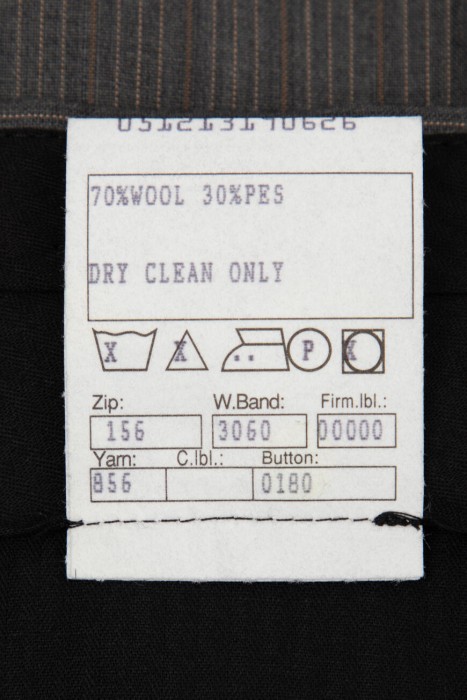 051213190626
70%WOOL 30%PES
DRY CLEAN ONLY
X X .. P X
Zip: W.Band: Firm.lbl.:
156 3060 00000
Yarn: C.lbl.: Button:
856 0180